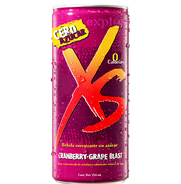 CERO
AZÚCAR
0
Calorías
XS
Bebida energizante sin azúcar
CRANBERRY-GRAPE BLAST